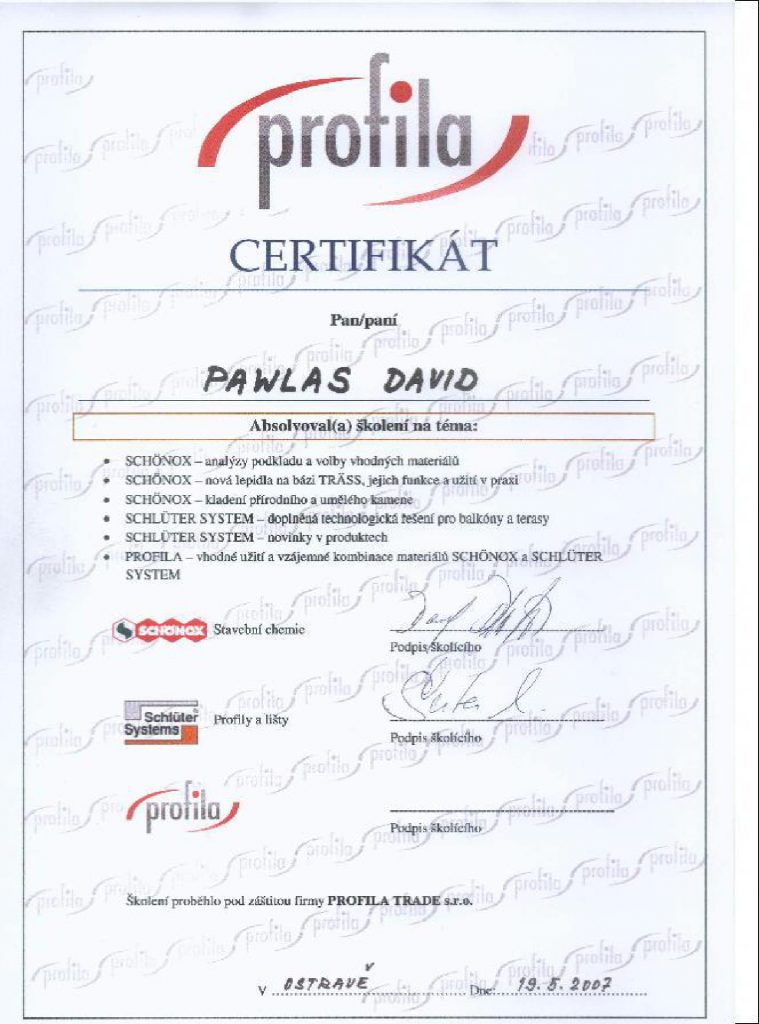 profila
CERTIFIKÁT
Pan/paní
PAWLAS DAVID
Absolvoval(a) školení na téma:
• SCHÖNOX – analýzy podkladu a volby vhodných materiálů
• SCHÖNOX – nová lepidla na bázi TRÄSS, jejich funkce a užití v praxi
• SCHÖNOX – kladení přírodního a umělého kamene
• SCHLÜTER SYSTEM – doplněná technologická řešení pro balkóny a terasy
• SCHLÜTER SYSTEM – novinky v produktech
• PROFILA – vhodné užití a vzájemné kombinace materiálů SCHÖNOX a SCHLÜTER
SYSTEM
SCHÖNOX Stavební chemie
Podpis školícího
Schlüter Systems Profily a lišty
Podpis školícího
profila
Podpis školícího
Školení proběhlo pod záštitou firmy PROFILA TRADE s.r.o.
V OSTRAVĚ Dne: 19.5.2007